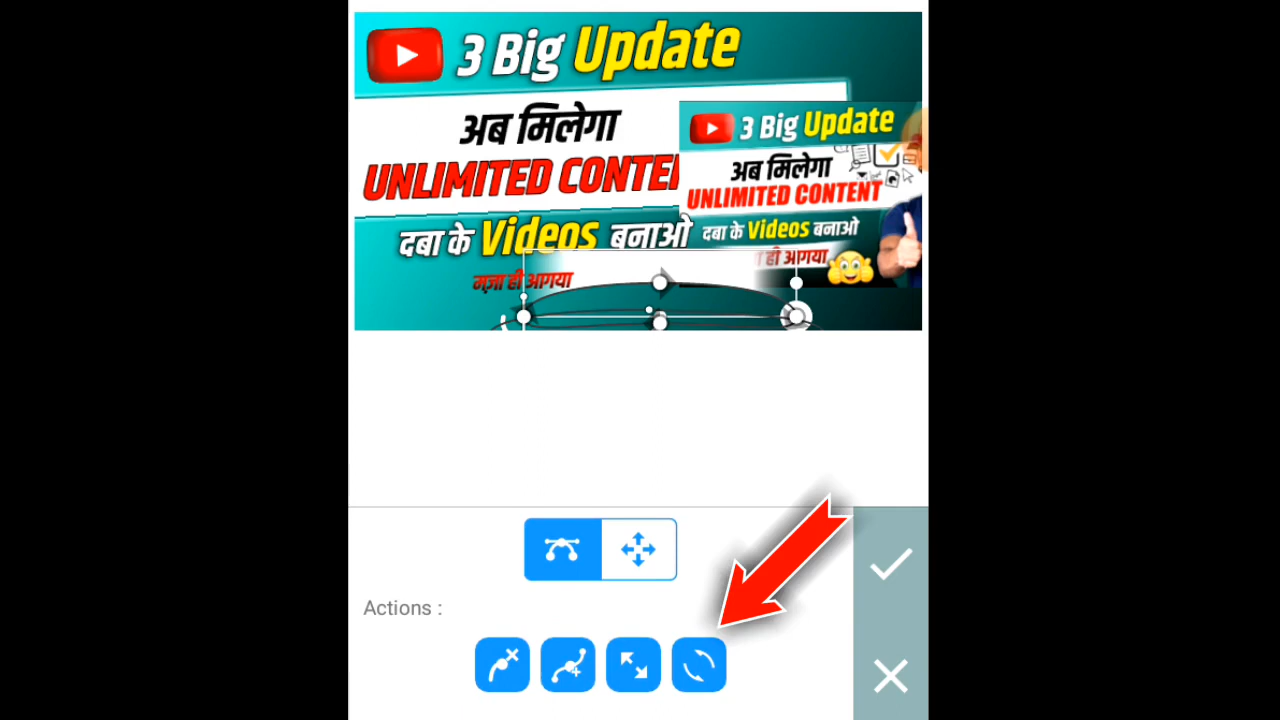 3 Big Update
अब मिलेगा
UNLIMITED CONTEN
दबा के Videos बनाओ
मज़ा ही आगया
3 Big Update
अब मिलेगा
UNLIMITED CONTENT
दबा के Videos बनाओ
ही आगया
Actions :